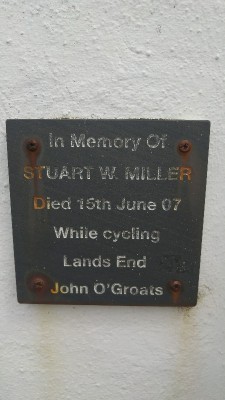 In Memory Of
STUART W. MILLER
Died 15th June 07
While cycling
Lands End
John O'Groats